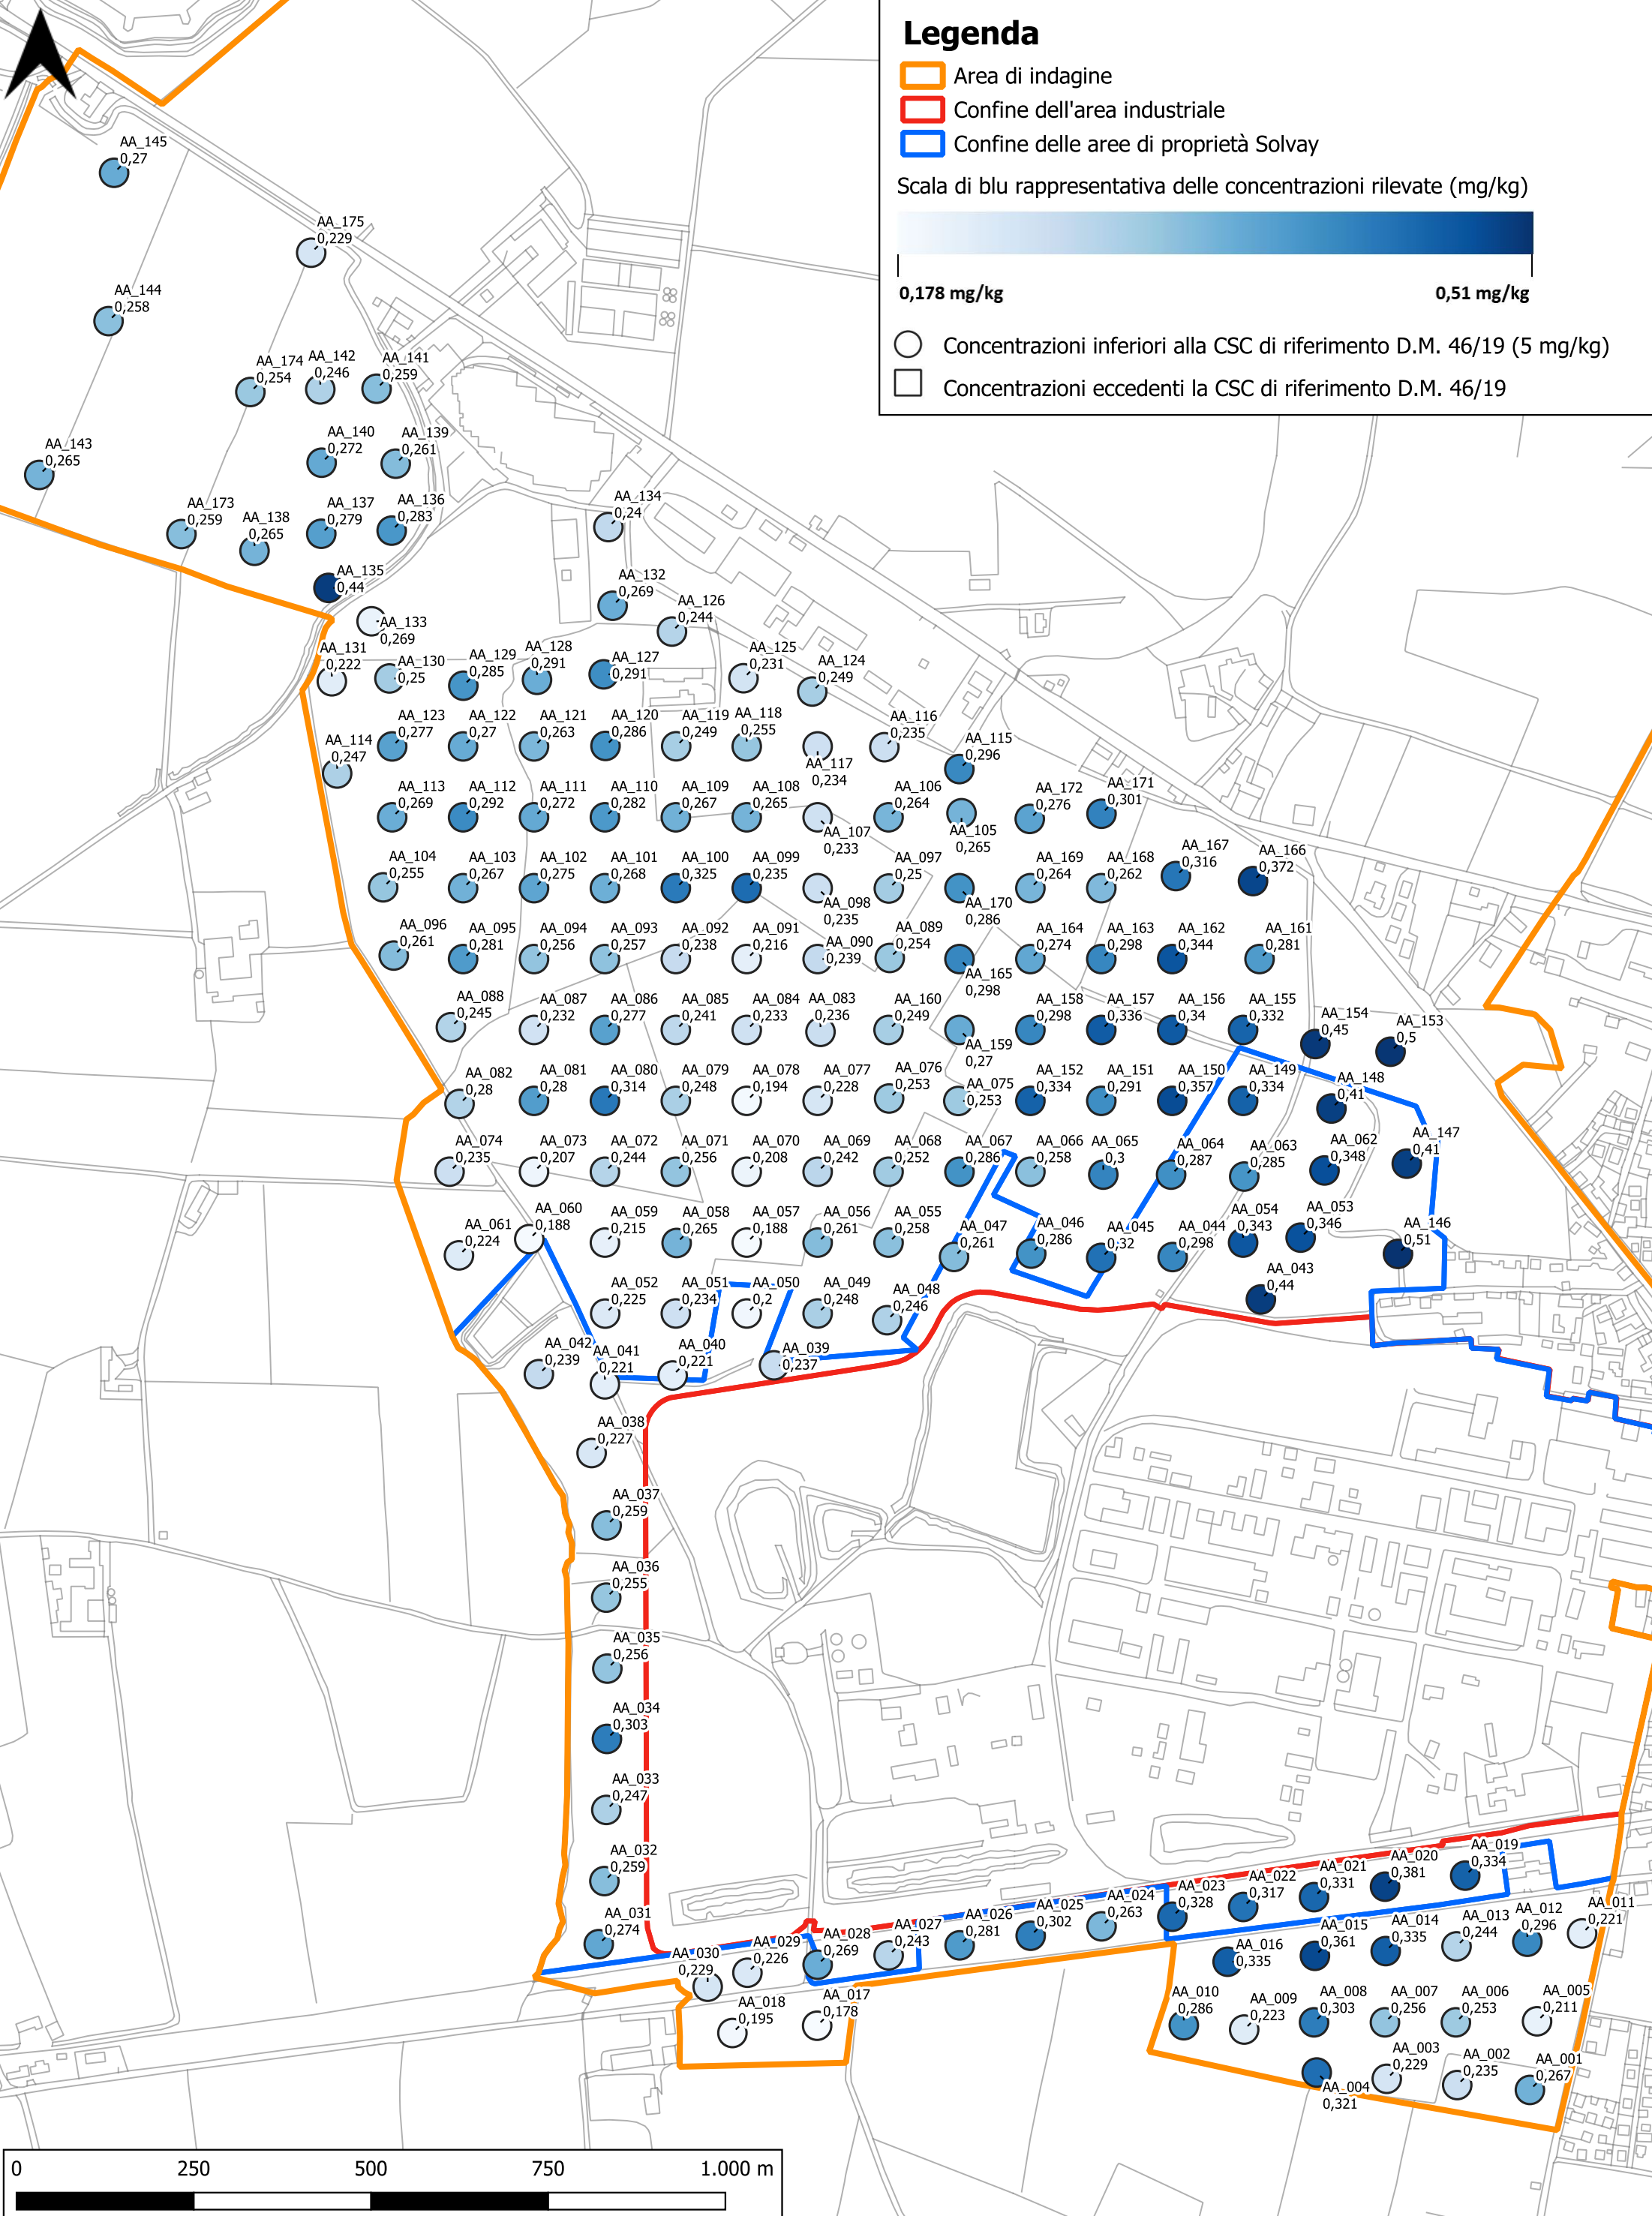 Legenda
Area di indagine
Confine dell'area industriale
Confine delle aree di proprietà Solvay
Scala di blu rappresentativa delle concentrazioni rilevate (mg/kg)
0,178 mg/kg
0,51 mg/kg
Concentrazioni inferiori alla CSC di riferimento D.M. 46/19 (5 mg/kg)
Concentrazioni eccedenti la CSC di riferimento D.M. 46/19
AA_145
0,27
AA_175
0,229
AA_144
0,258
AA_174
0,254
AA_142
0,246
AA_141
0,259
AA_143
0,265
AA_140
0,272
AA_139
0,261
AA_173
0,259
AA_138
0,265
AA_137
0,279
AA_136
0,283
AA_134
0,24
AA_135
0,44
AA_132
0,269
AA_133
0,269
AA_126
0,244
AA_131
0,222
AA_130
0,25
AA_129
0,285
AA_128
0,291
AA_127
0,291
AA_125
0,231
AA_124
0,249
AA_114
0,247
AA_123
0,277
AA_122
0,27
AA_121
0,263
AA_120
0,286
AA_119
0,249
AA_118
0,255
AA_117
0,234
AA_116
0,235
AA_115
0,296
AA_113
0,269
AA_112
0,292
AA_111
0,272
AA_110
0,282
AA_109
0,267
AA_108
0,265
AA_107
0,233
AA_106
0,264
AA_105
0,265
AA_172
0,276
AA_171
0,301
AA_104
0,255
AA_103
0,267
AA_102
0,275
AA_101
0,268
AA_100
0,325
AA_099
0,235
AA_098
0,235
AA_097
0,25
AA_170
0,286
AA_169
0,264
AA_168
0,262
AA_167
0,316
AA_166
0,372
AA_096
0,261
AA_095
0,281
AA_094
0,256
AA_093
0,257
AA_092
0,238
AA_091
0,216
AA_090
0,239
AA_089
0,254
AA_165
0,298
AA_164
0,274
AA_163
0,298
AA_162
0,344
AA_161
0,281
AA_088
0,245
AA_087
0,232
AA_086
0,277
AA_085
0,241
AA_084
0,233
AA_083
0,236
AA_160
0,249
AA_159
0,27
AA_158
0,298
AA_157
0,336
AA_156
0,34
AA_155
0,332
AA_154
0,45
AA_153
0,5
AA_082
0,28
AA_081
0,28
AA_080
0,314
AA_079
0,248
AA_078
0,194
AA_077
0,228
AA_076
0,253
AA_075
0,253
AA_152
0,334
AA_151
0,291
AA_150
0,357
AA_149
0,334
AA_148
0,41
AA_074
0,235
AA_073
0,207
AA_072
0,244
AA_071
0,256
AA_070
0,208
AA_069
0,242
AA_068
0,252
AA_067
0,286
AA_066
0,258
AA_065
0,3
AA_064
0,287
AA_063
0,285
AA_062
0,348
AA_147
0,41
AA_061
0,224
AA_060
0,188
AA_059
0,215
AA_058
0,265
AA_057
0,188
AA_056
0,261
AA_055
0,258
AA_047
0,261
AA_046
0,286
AA_045
0,32
AA_044
0,298
AA_054
0,343
AA_053
0,346
AA_146
0,51
AA_052
0,225
AA_051
0,234
AA_050
0,2
AA_049
0,248
AA_048
0,246
AA_043
0,44
AA_042
0,239
AA_041
0,221
AA_040
0,221
AA_039
0,237
AA_038
0,227
AA_037
0,259
AA_036
0,255
AA_035
0,256
AA_034
0,303
AA_033
0,247
AA_032
0,259
AA_031
0,274
AA_030
0,229
AA_029
0,226
AA_028
0,269
AA_027
0,243
AA_026
0,281
AA_025
0,302
AA_024
0,263
AA_023
0,328
AA_022
0,317
AA_021
0,331
AA_020
0,381
AA_019
0,334
AA_018
0,195
AA_017
0,178
AA_016
0,335
AA_015
0,361
AA_014
0,335
AA_013
0,244
AA_012
0,296
AA_011
0,221
AA_010
0,286
AA_009
0,223
AA_008
0,303
AA_007
0,256
AA_006
0,253
AA_005
0,211
AA_004
0,321
AA_003
0,229
AA_002
0,235
AA_001
0,267
0 250 500 750 1.000 m